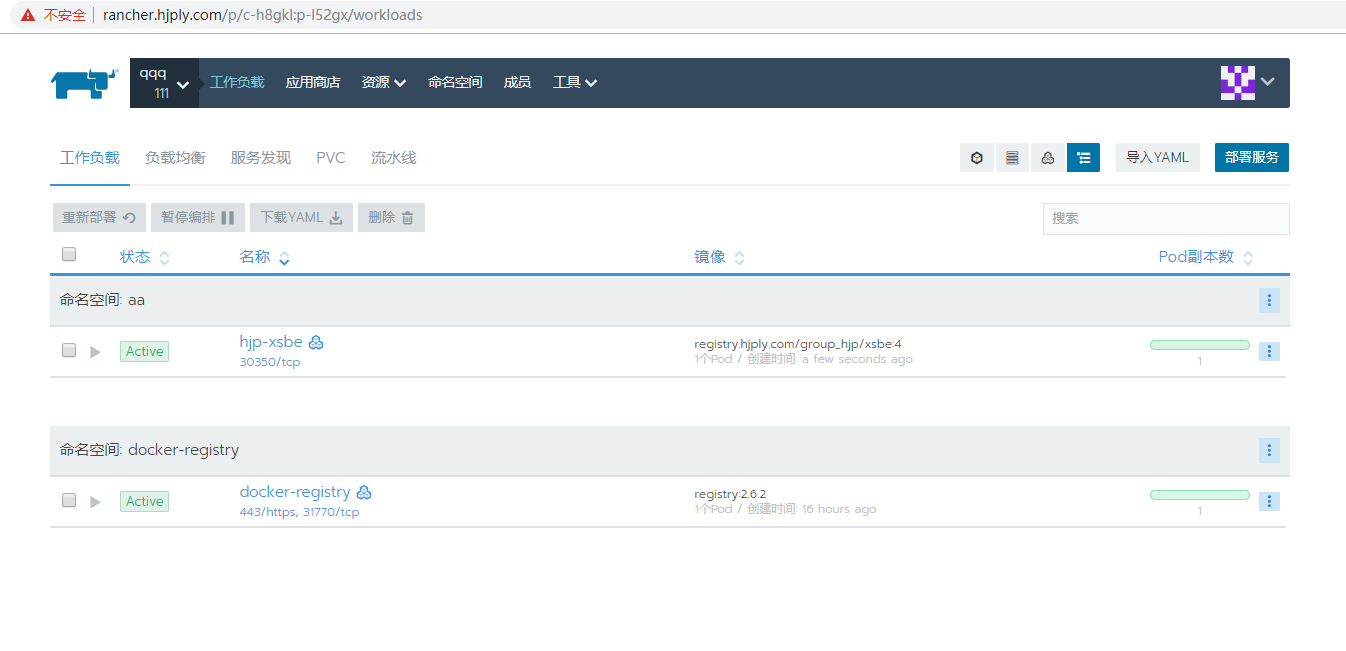 不安全 rancher.hjply.com/p/c-h8gkl:p-l52gx/workloads
qqq
111
工作负载 应用商店 资源 命名空间 成员 工具
工作负载 负载均衡 服务发现 PVC 流水线 导入YAML 部署服务
重新部署 暂停编排 下载YAML 删除 搜索
状态 名称 镜像 Pod副本数
命名空间: aa
Active hjp-xsbe registry.hjply.com/group_hjp/xsbe:4
30350/tcp 1个Pod / 创建时间: a few seconds ago 1
命名空间: docker-registry
Active docker-registry registry:2.6.2
443/https, 31770/tcp 1个Pod / 创建时间: 16 hours ago 1